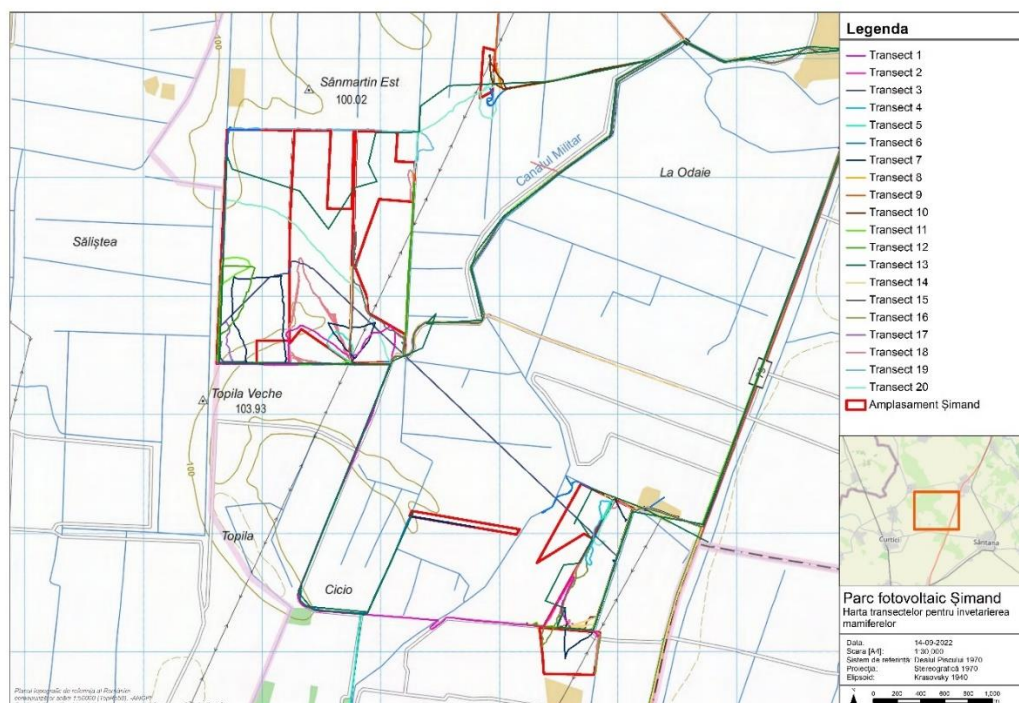 Sânmartin Est
100.02
100
Canalul Militar
La Odaie
Săliștea
Topila Veche
103.93
100
Topila
Cicio
Legenda
Transect 1
Transect 2
Transect 3
Transect 4
Transect 5
Transect 6
Transect 7
Transect 8
Transect 9
Transect 10
Transect 11
Transect 12
Transect 13
Transect 14
Transect 15
Transect 16
Transect 17
Transect 18
Transect 19
Transect 20
Amplasament Șimand
Curtici
Sântana
Parc fotovoltaic Șimand
Harta transectelor pentru invetarierea
mamiferelor
Data: 14-09-2022
Scara [A4]: 1:30,000
Sistem de referință: Dealul Piscului 1970
Proiecția: Stereografică 1970
Elipsoid: Krasovsky 1940
N
0 200 400 600 800 1,000
m